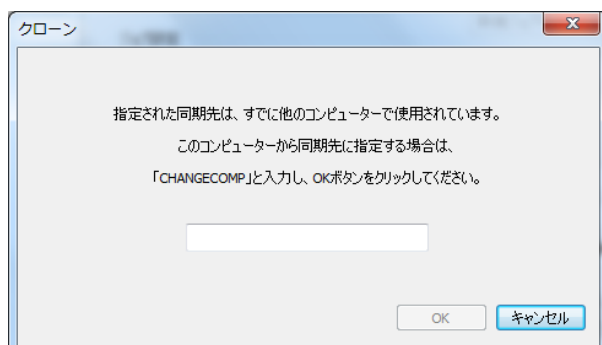 クローン
指定された同期先は、すでに他のコンピューターで使用されています。
このコンピューターから同期先に指定する場合は、
「CHANGECOMP」と入力し、OKボタンをクリックしてください。
OK
キャンセル